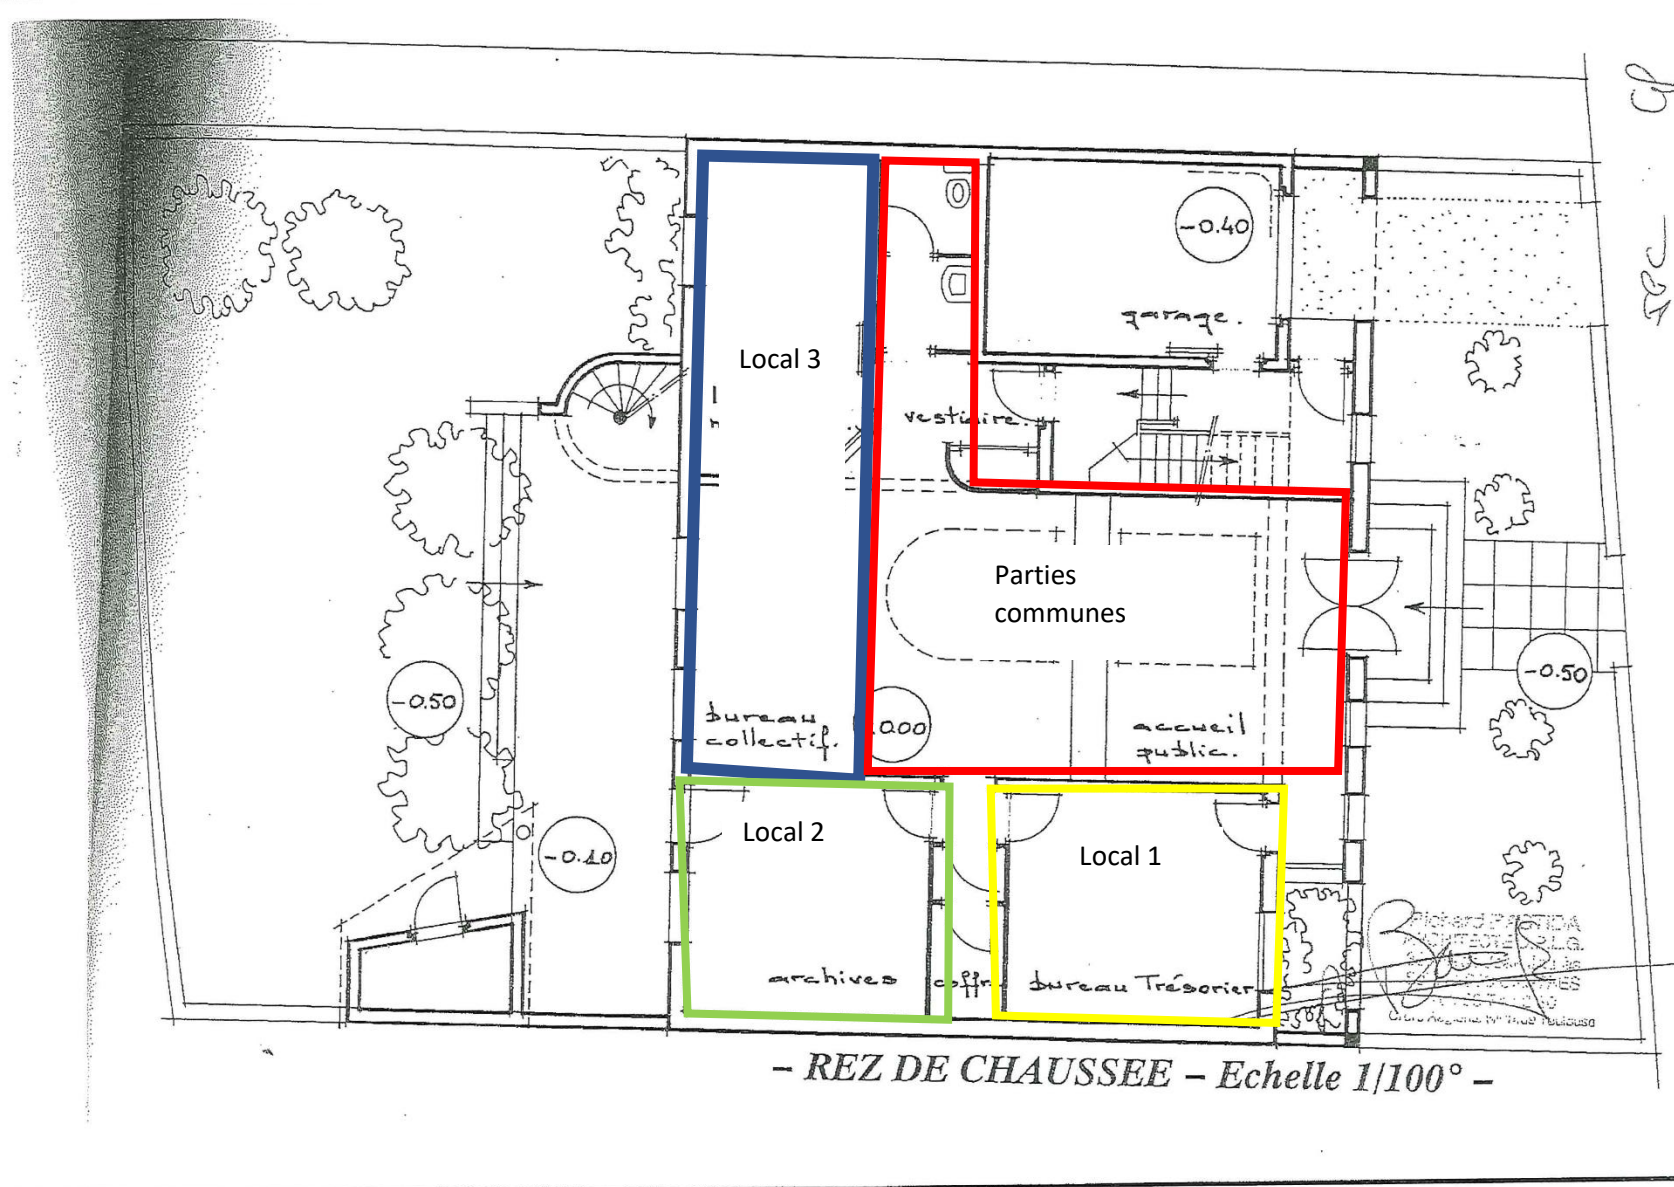 -0.40
garage.
Local 3
vestiaire.
Parties
communes
-0.50
-0.50
bureau
collectif.
0.00
accueil
public.
Local 2
Local 1
-0.10
archives
coffr
bureau Trésorier
- REZ DE CHAUSSEE - Echelle 1/100° -